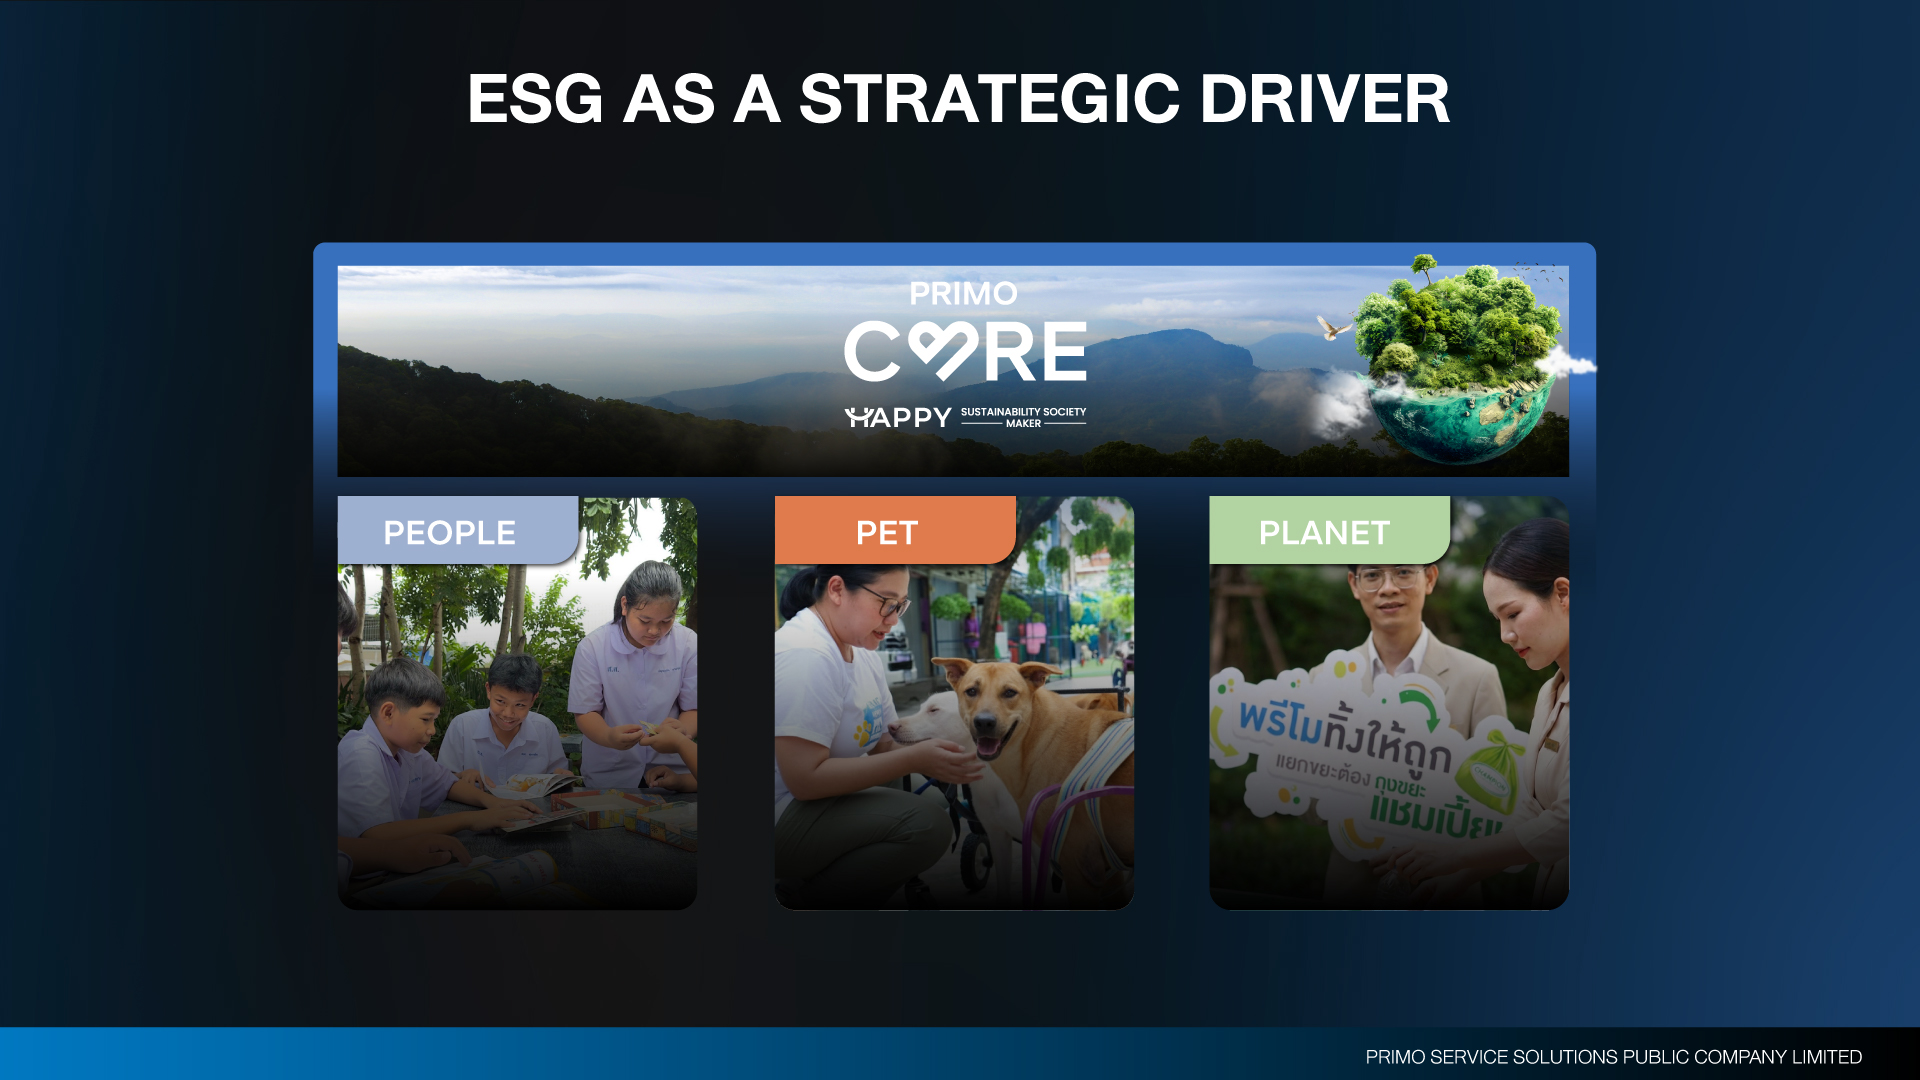 ESG AS A STRATEGIC DRIVER
PRIMO
CORE
HAPPY SUSTAINABILITY SOCIETY MAKER
PEOPLE
PET
PLANET
พรีโมทิ้งให้ถูก
แยกขยะต้อง ถุงขยะ
แชมเปี้ยน
PRIMO SERVICE SOLUTIONS PUBLIC COMPANY LIMITED